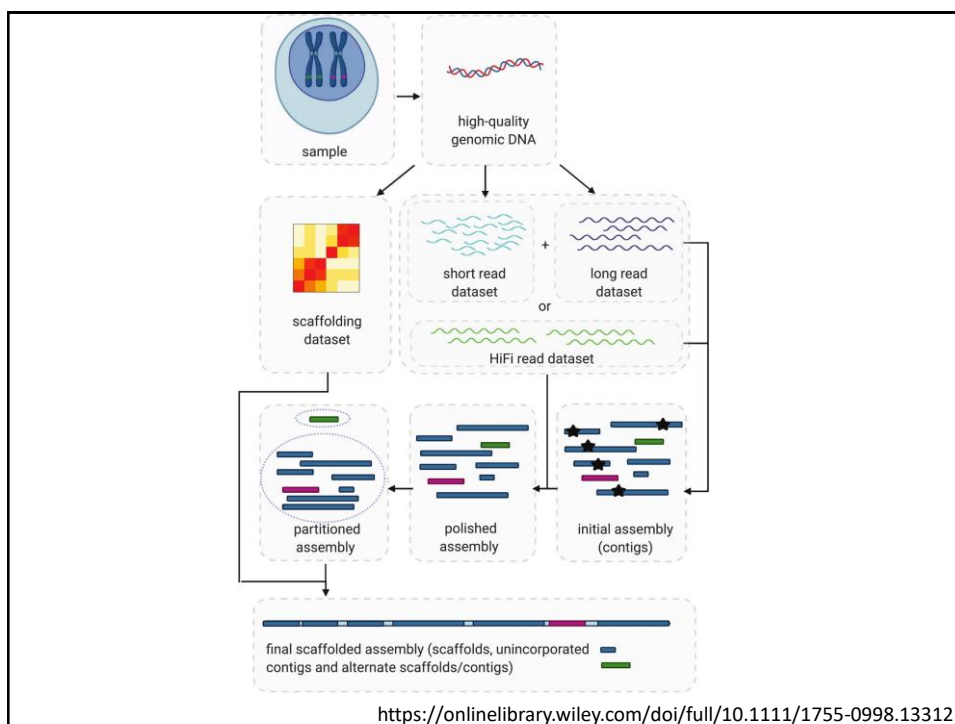 sample
high-quality
genomic DNA
scaffolding
dataset
short read
dataset
+
long read
dataset
or
HiFi read dataset
partitioned
assembly
polished
assembly
initial assembly
(contigs)
final scaffolded assembly (scaffolds, unincorporated
contigs and alternate scaffolds/contigs)
https://onlinelibrary.wiley.com/doi/full/10.1111/1755-0998.13312